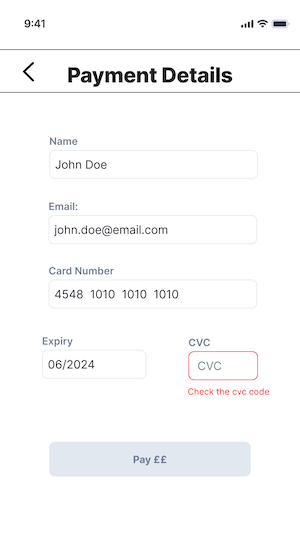 9:41
Payment Details
Name
John Doe
Email:
john.doe@email.com
Card Number
4548 1010 1010 1010
Expiry
CVC
06/2024
CVC
Check the cvc code
Pay ££